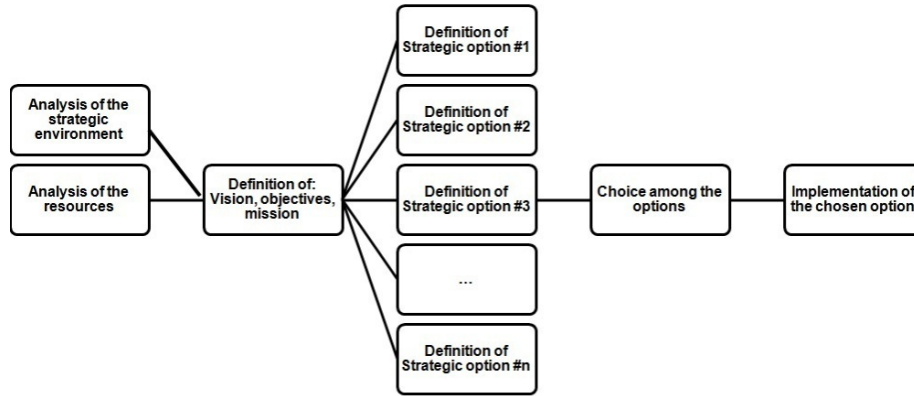 Definition of
Strategic option #1
Analysis of the
strategic
environment
Definition of
Strategic option #2
Analysis of the
resources
Definition of:
Vision, objectives,
mission
Definition of
Strategic option #3
Choice among the
options
Implementation of
the chosen option
...
Definition of
Strategic option #n